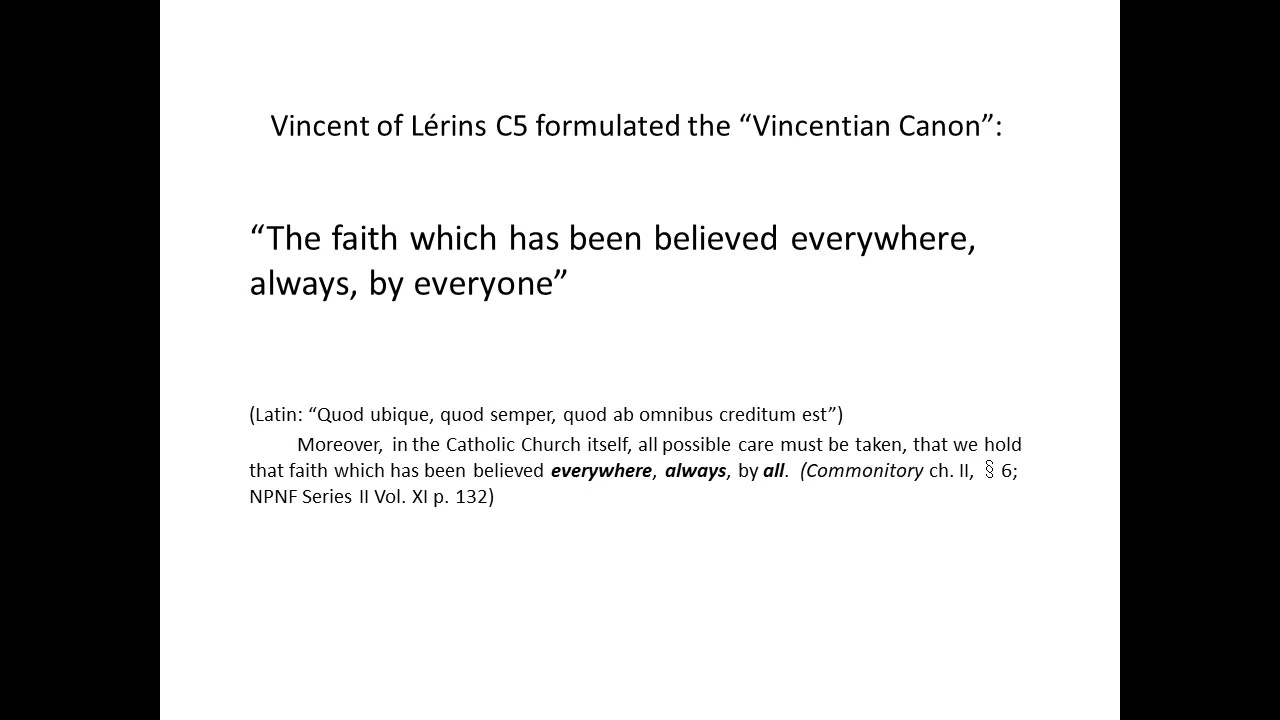 Vincent of Lérins C5 formulated the “Vincentian Canon”:
“The faith which has been believed everywhere,
always, by everyone”
(Latin: “Quod ubique, quod semper, quod ab omnibus creditum est”)
Moreover, in the Catholic Church itself, all possible care must be taken, that we hold
that faith which has been believed everywhere, always, by all. (Commonitory ch. II, § 6;
NPNF Series II Vol. XI p. 132)